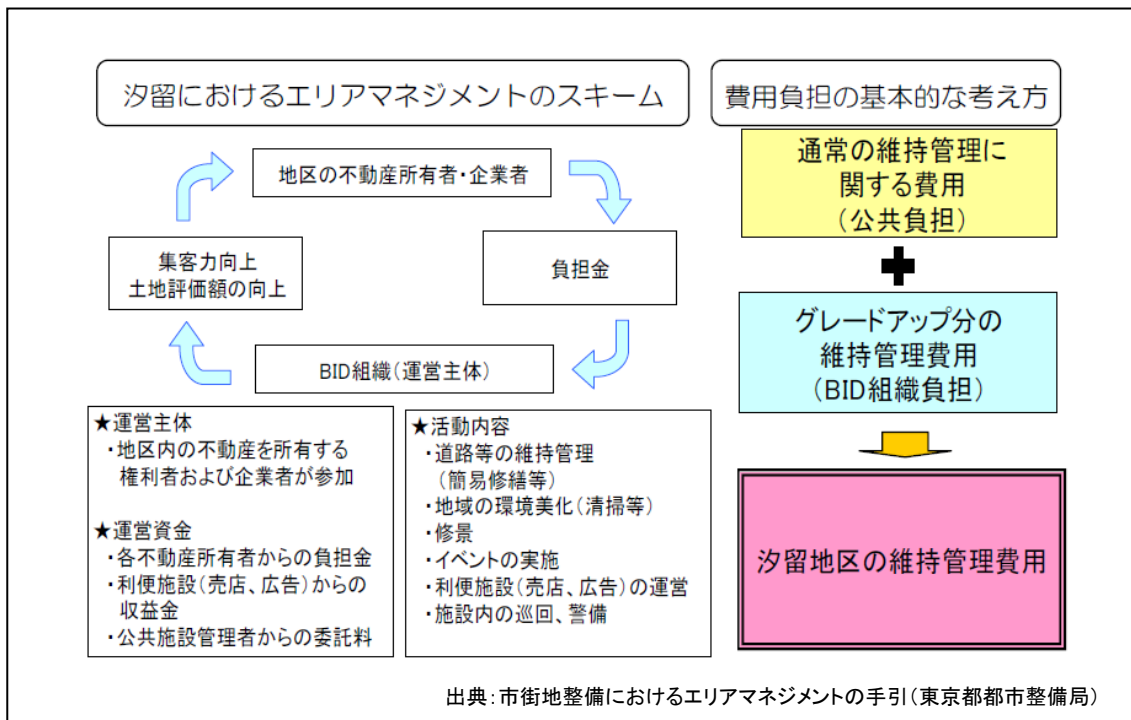 汐留におけるエリアマネジメントのスキーム
地区の不動産所有者・企業者
負担金
BID組織(運営主体)
集客力向上
土地評価額の向上
★運営主体
・地区内の不動産を所有する
権利者および企業者が参加
★運営資金
・各不動産所有者からの負担金
・利便施設(売店、広告)からの
収益金
・公共施設管理者からの委託料
★活動内容
・道路等の維持管理
(簡易修繕等)
・地域の環境美化(清掃等)
・修景
・イベントの実施
・利便施設(売店、広告)の運営
・施設内の巡回、警備
費用負担の基本的な考え方
通常の維持管理に
関する費用
(公共負担)
グレードアップ分の
維持管理費用
(BID組織負担)
汐留地区の維持管理費用
出典:市街地整備におけるエリアマネジメントの手引(東京都都市整備局)